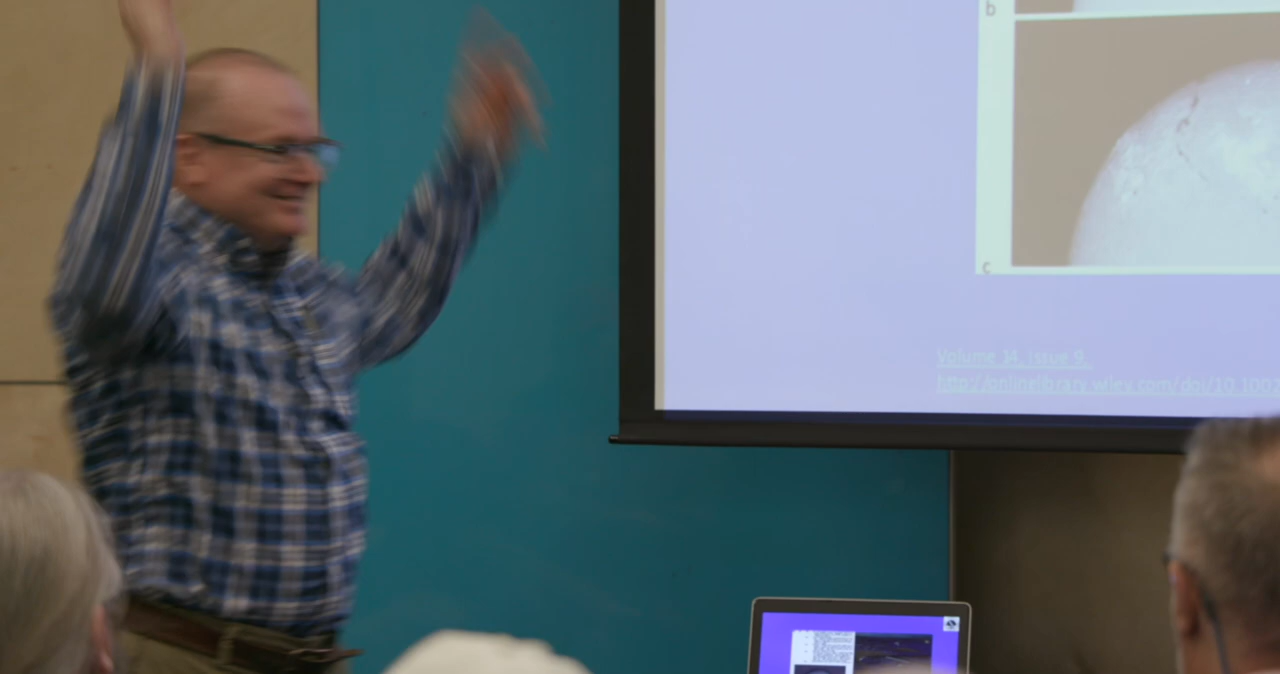 b
c
Volume 34, Issue 9,
http://onlinelibrary.wiley.com/doi/10.1002